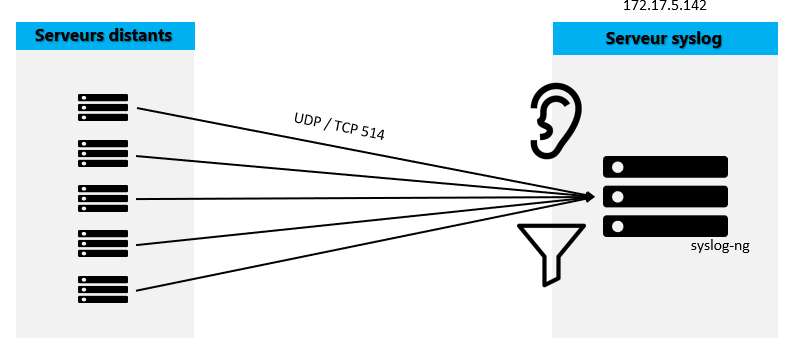 172.17.5.142
Serveurs distants
Serveur syslog
UDP / TCP 514
syslog-ng